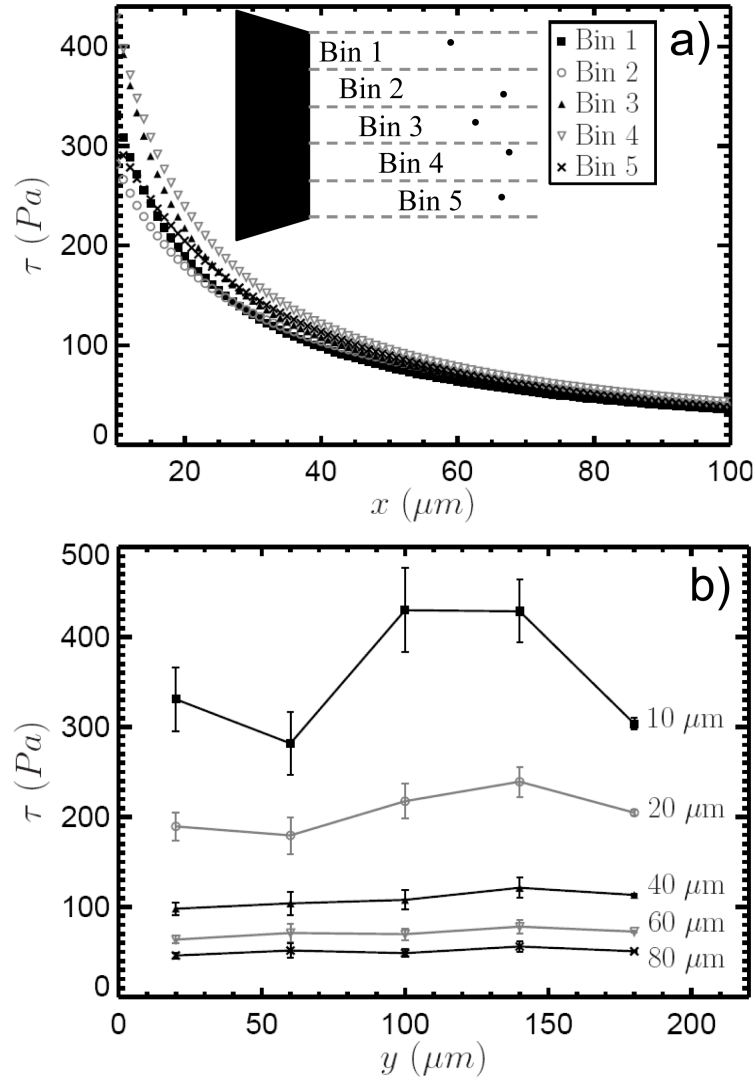 a)
400
300
200
100
0
τ (Pa)
Bin 1
Bin 2
Bin 3
Bin 4
Bin 5
Bin 1
Bin 2
Bin 3
Bin 4
Bin 5
20 40 60 80 100
x (μm)
b)
500
400
300
200
100
0
τ (Pa)
10 μm
20 μm
40 μm
60 μm
80 μm
0 50 100 150 200
y (μm)